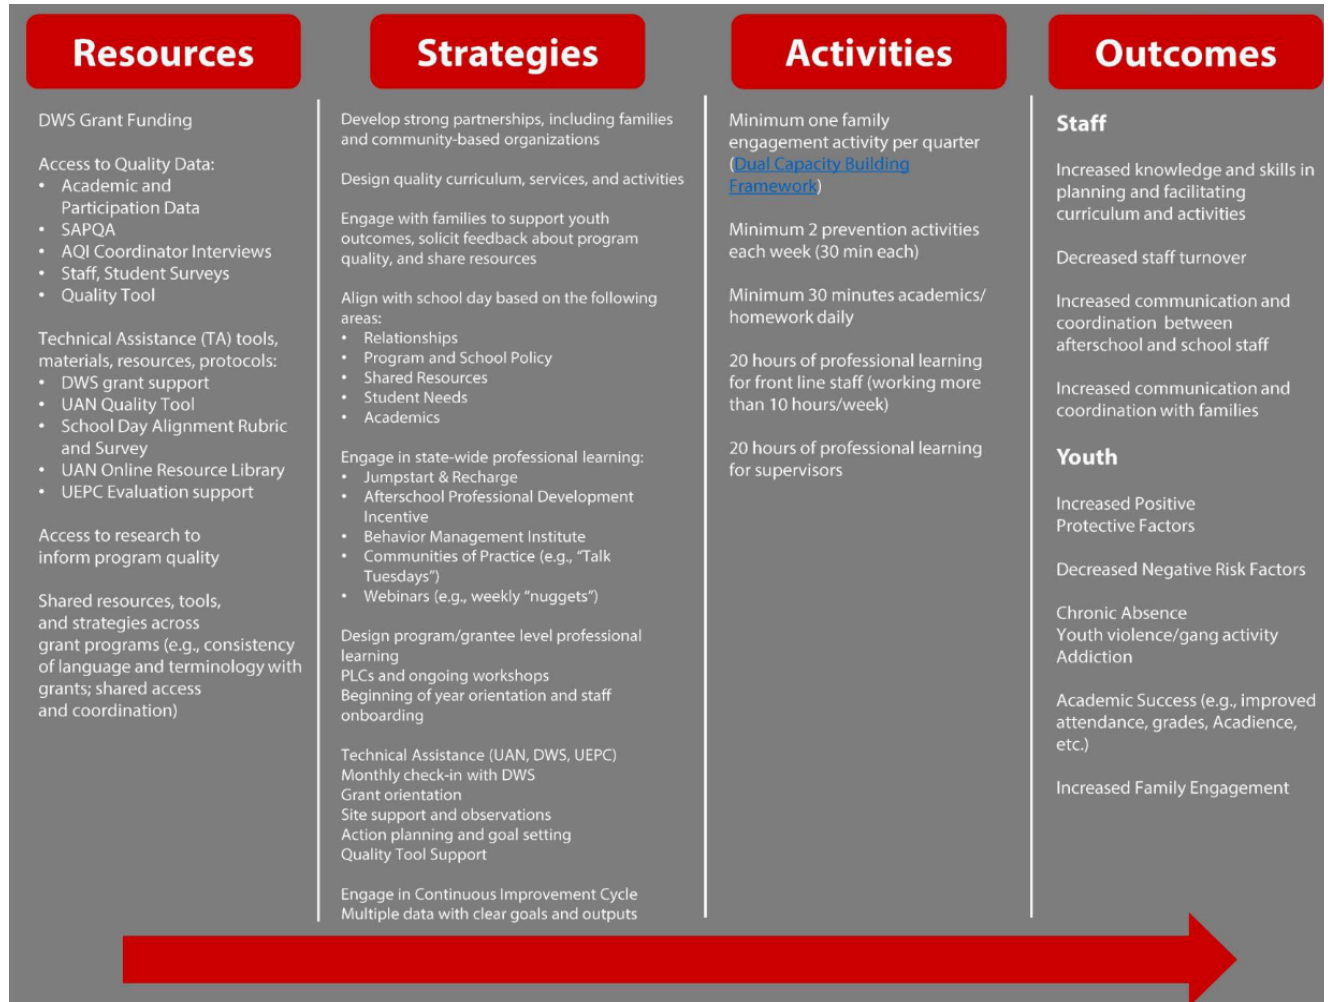 Resources
DWS Grant Funding
Access to Quality Data:
• Academic and
Participation Data
• SAPQA
• AQI Coordinator Interviews
• Staff, Student Surveys
• Quality Tool
Technical Assistance (TA) tools,
materials, resources, protocols:
• DWS grant support
• UAN Quality Tool
• School Day Alignment Rubric
and Survey
• UAN Online Resource Library
• UEPC Evaluation support
Access to research to
inform program quality
Shared resources, tools,
and strategies across
grant programs (e.g., consistency
of language and terminology with
grants; shared access
and coordination)
Strategies
Develop strong partnerships, including families
and community-based organizations
Design quality curriculum, services, and activities
Engage with families to support youth
outcomes, solicit feedback about program
quality, and share resources
Align with school day based on the following
areas:
• Relationships
• Program and School Policy
• Shared Resources
• Student Needs
• Academics
Engage in state-wide professional learning:
• Jumpstart & Recharge
• Afterschool Professional Development
Incentive
• Behavior Management Institute
• Communities of Practice (e.g., “Talk
Tuesdays”)
• Webinars (e.g., weekly “nuggets”)
Design program/grantee level professional
learning
PLCs and ongoing workshops
Beginning of year orientation and staff
onboarding
Technical Assistance (UAN, DWS, UEPC)
Monthly check-in with DWS
Grant orientation
Site support and observations
Action planning and goal setting
Quality Tool Support
Engage in Continuous Improvement Cycle
Multiple data with clear goals and outputs
Activities
Minimum one family
engagement activity per quarter
(Dual Capacity Building
Framework)
Minimum 2 prevention activities
each week (30 min each)
Minimum 30 minutes academics/
homework daily
20 hours of professional learning
for front line staff (working more
than 10 hours/week)
20 hours of professional learning
for supervisors
Outcomes
Staff
Increased knowledge and skills in
planning and facilitating
curriculum and activities
Decreased staff turnover
Increased communication and
coordination between
afterschool and school staff
Increased communication and
coordination with families
Youth
Increased Positive
Protective Factors
Decreased Negative Risk Factors
Chronic Absence
Youth violence/gang activity
Addiction
Academic Success (e.g., improved
attendance, grades, Acadience,
etc.)
Increased Family Engagement